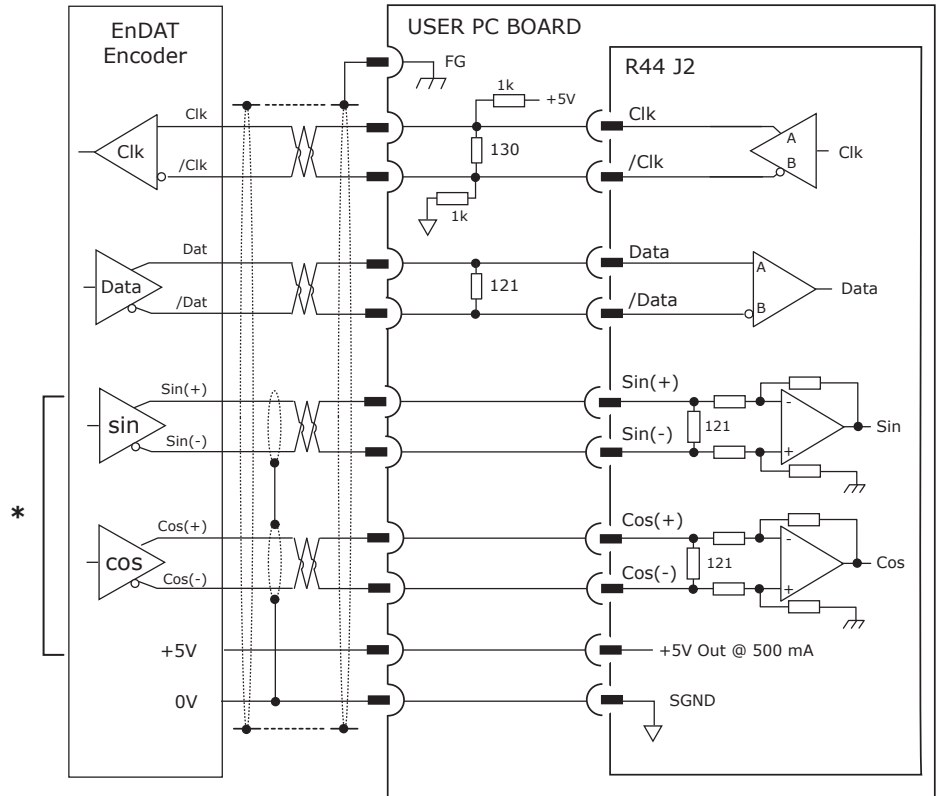 EnDAT
Encoder
USER PC BOARD
FG
R44 J2
1k
+5V
Clk
Clk
Clk
A
B
Clk
130
/Clk
/Clk
1k
Dat
Data
Data
A
121
Data
/Dat
/Data
B
Sin(+)
Sin(+)
-
sin
121
Sin
Sin(-)
Sin(-)
+
*
Cos(+)
Cos(+)
-
cos
121
Cos
Cos(-)
Cos(-)
+
+5V
+5V Out @ 500 mA
0V
SGND